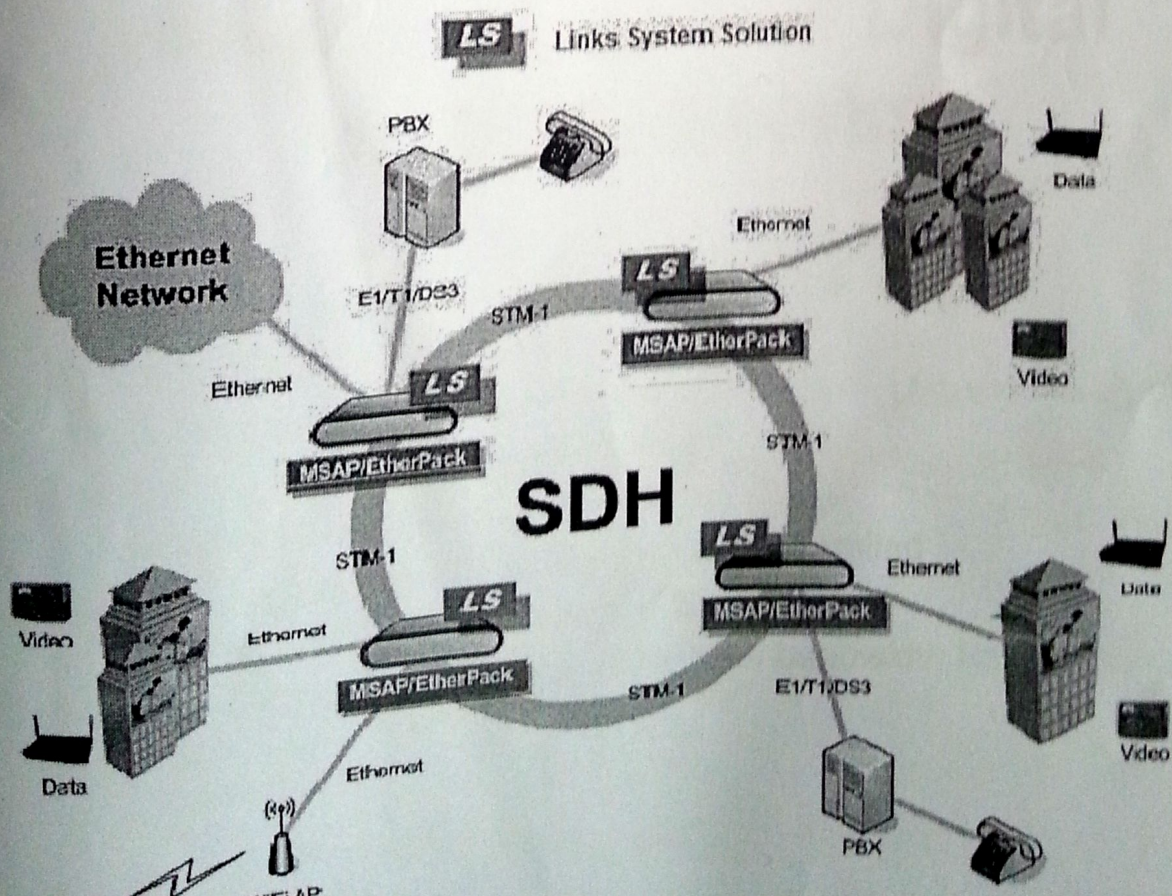 LS Links System Solution
PBX
Data
Ethernet
Ethernet
Network
E1/T1/DS3
STM-1
LS
MSAP/EtherPack
Video
Ethernet
LS
MSAP/EtherPack
STM-1
SDH
LS
STM-1
Ethernet
Data
MSAP/EtherPack
Video
Ethernet
LS
MSAP/EtherPack
STM-1
E1/T1/DS3
Video
Data
Ethernet
PBX